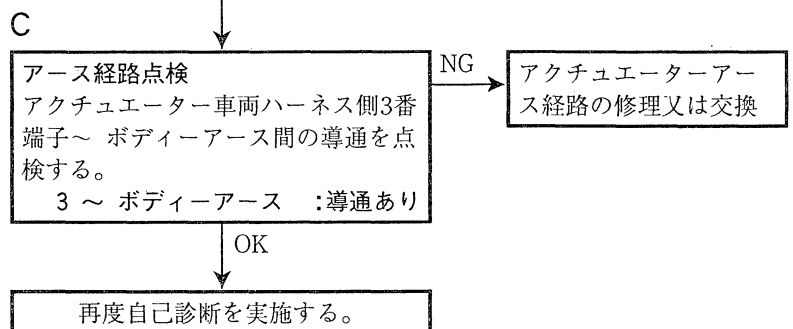 C
アース経路点検
アクチュエーター車両ハーネス側3番
端子～ ボディーアース間の導通を点
検する。
3 ～ ボディーアース :導通あり
NG
アクチュエーターアー
ス経路の修理又は交換
OK
再度自己診断を実施する。